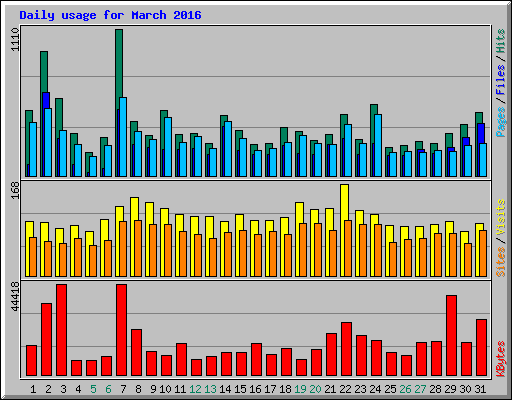 Daily usage for March 2016
1110
Pages/Files/Hits
168
Sites/Visits
44418
KBytes
1 2 3 4 5 6 7 8 9 10 11 12 13 14 15 16 17 18 19 20 21 22 23 24 25 26 27 28 29 30 31